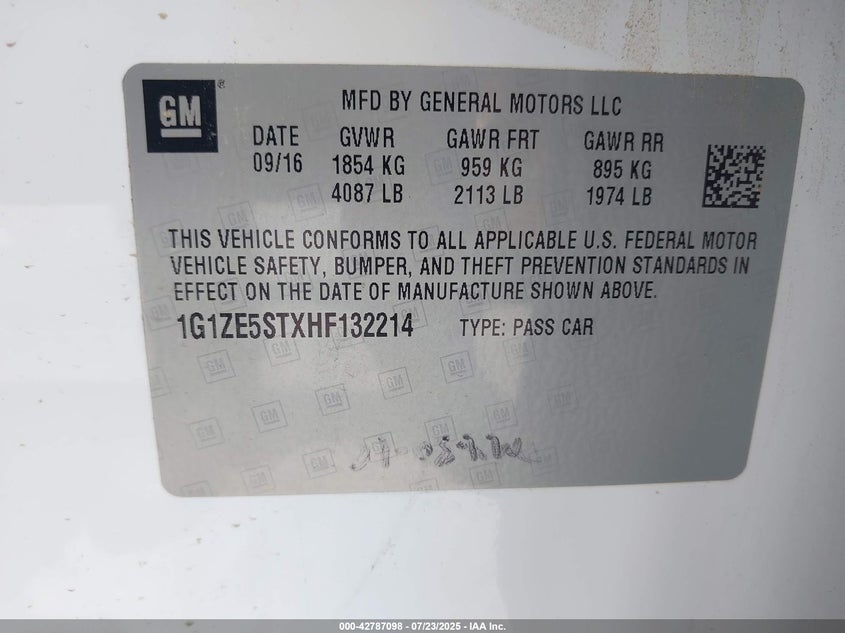 GM
MFD BY GENERAL MOTORS LLC
DATE GVWR GAWR FRT GAWR RR
09/16 1854 KG 959 KG 895 KG
4087 LB 2113 LB 1974 LB
THIS VEHICLE CONFORMS TO ALL APPLICABLE U.S. FEDERAL MOTOR
VEHICLE SAFETY, BUMPER, AND THEFT PREVENTION STANDARDS IN
EFFECT ON THE DATE OF MANUFACTURE SHOWN ABOVE.
1G1ZE5STXHF132214 TYPE: PASS CAR
000-42787098 - 07/23/2025 - IAA Inc.